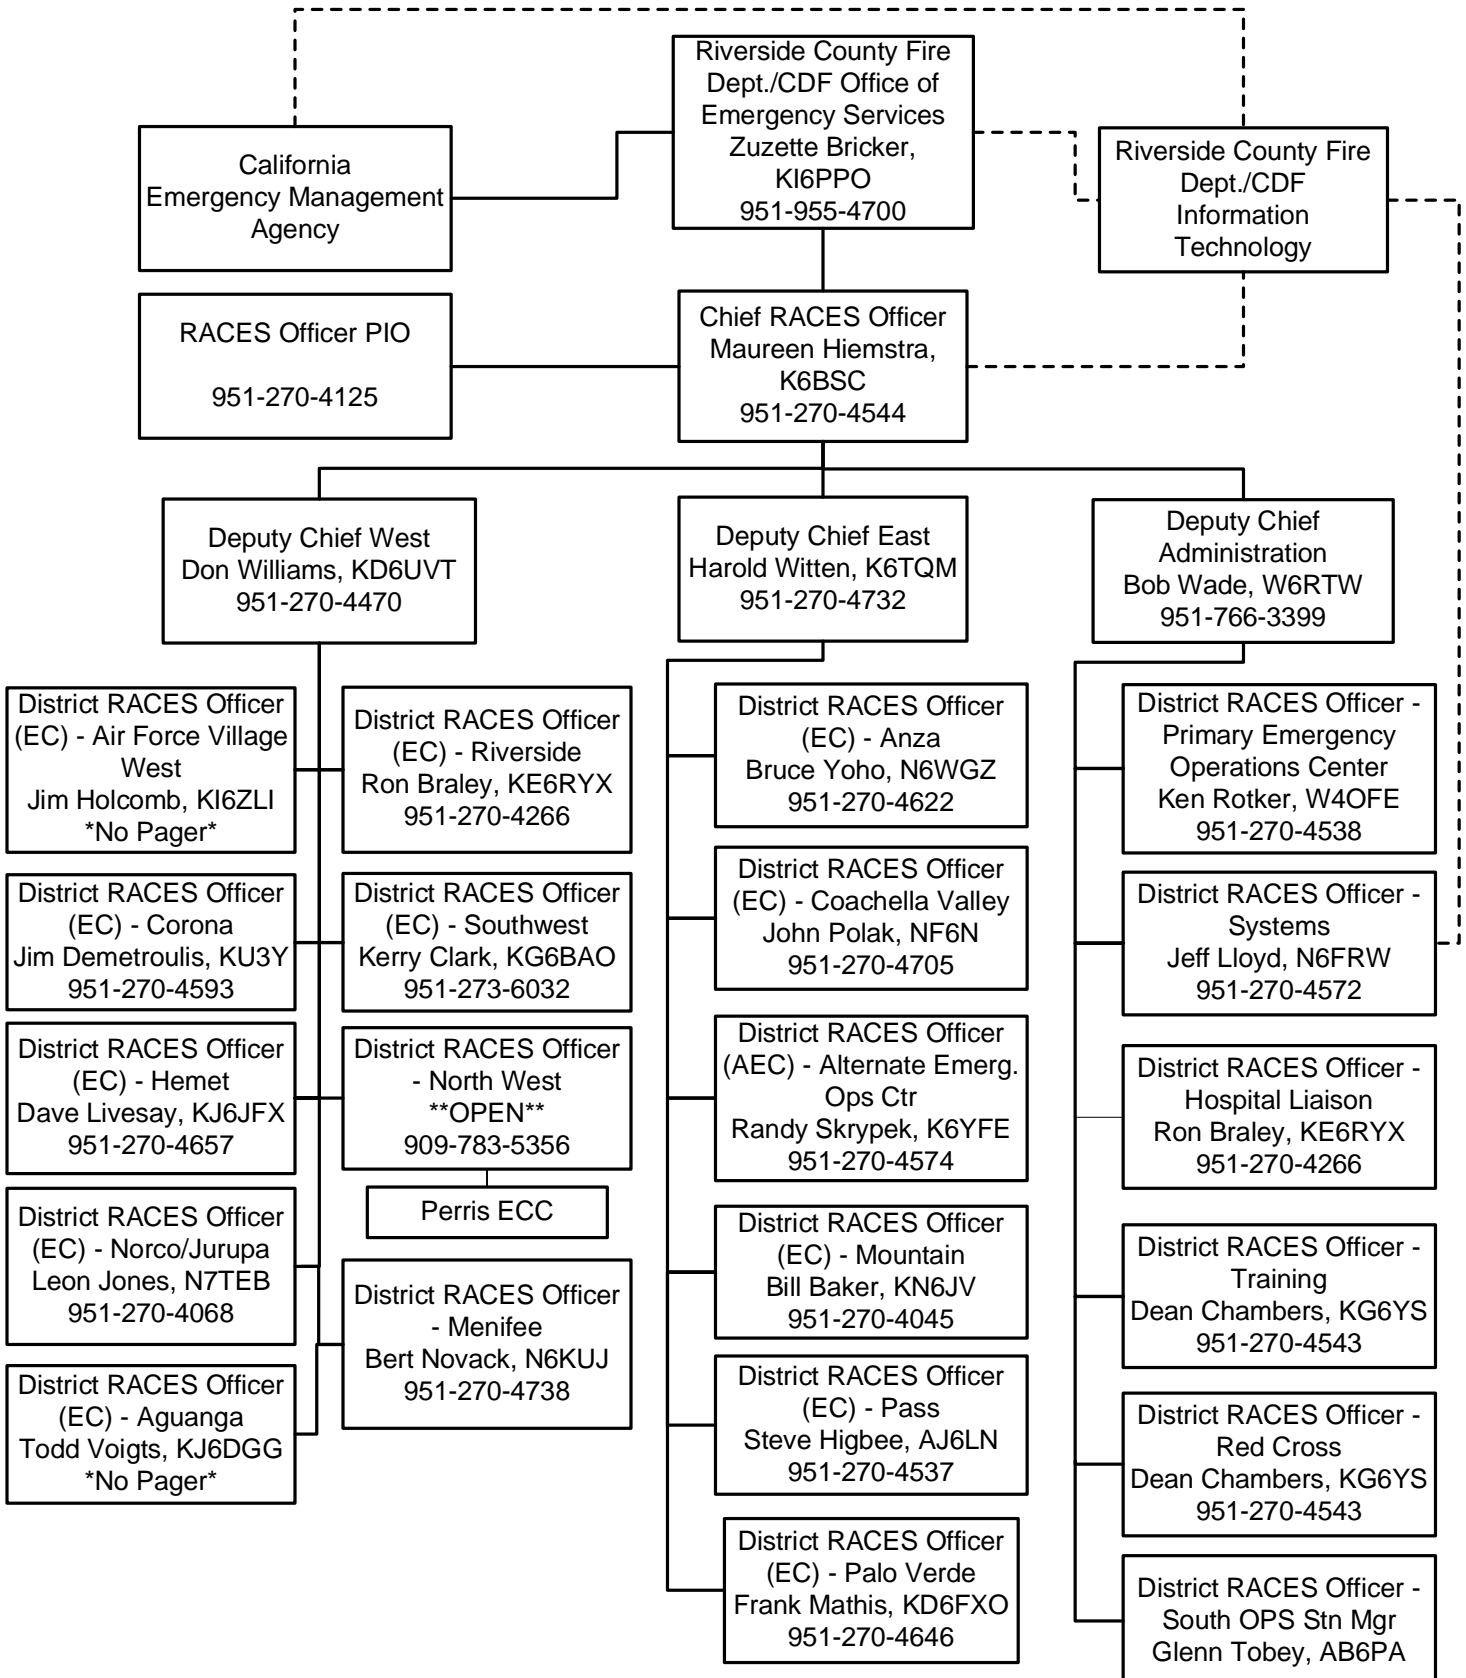 Riverside County Fire
Dept./CDF Office of
Emergency Services
Zuzette Bricker,
KI6PPO
951-955-4700
California
Emergency Management
Agency
Riverside County Fire
Dept./CDF
Information
Technology
RACES Officer PIO
951-270-4125
Chief RACES Officer
Maureen Hiemstra,
K6BSC
951-270-4544
Deputy Chief West
Don Williams, KD6UVT
951-270-4470
Deputy Chief East
Harold Witten, K6TQM
951-270-4732
Deputy Chief
Administration
Bob Wade, W6RTW
951-766-3399
District RACES Officer
(EC) - Air Force Village
West
Jim Holcomb, KI6ZLI
*No Pager*
District RACES Officer
(EC) - Riverside
Ron Braley, KE6RYX
951-270-4266
District RACES Officer
(EC) - Corona
Jim Demetroulis, KU3Y
951-270-4593
District RACES Officer
(EC) - Southwest
Kerry Clark, KG6BAO
951-273-6032
District RACES Officer
(EC) - Hemet
Dave Livesay, KJ6JFX
951-270-4657
District RACES Officer
- North West
**OPEN**
909-783-5356
Perris ECC
District RACES Officer
(EC) - Norco/Jurupa
Leon Jones, N7TEB
951-270-4068
District RACES Officer
- Menifee
Bert Novack, N6KUJ
951-270-4738
District RACES Officer
(EC) - Aguanga
Todd Voigts, KJ6DGG
*No Pager*
District RACES Officer
(EC) - Anza
Bruce Yoho, N6WGZ
951-270-4622
District RACES Officer
(EC) - Coachella Valley
John Polak, NF6N
951-270-4705
District RACES Officer
(AEC) - Alternate Emerg.
Ops Ctr
Randy Skrypek, K6YFE
951-270-4574
District RACES Officer
(EC) - Mountain
Bill Baker, KN6JV
951-270-4045
District RACES Officer
(EC) - Pass
Steve Higbee, AJ6LN
951-270-4537
District RACES Officer
(EC) - Palo Verde
Frank Mathis, KD6FXO
951-270-4646
District RACES Officer -
Primary Emergency
Operations Center
Ken Rotker, W4OFE
951-270-4538
District RACES Officer -
Systems
Jeff Lloyd, N6FRW
951-270-4572
District RACES Officer -
Hospital Liaison
Ron Braley, KE6RYX
951-270-4266
District RACES Officer -
Training
Dean Chambers, KG6YS
951-270-4543
District RACES Officer -
Red Cross
Dean Chambers, KG6YS
951-270-4543
District RACES Officer -
South OPS Stn Mgr
Glenn Tobey, AB6PA